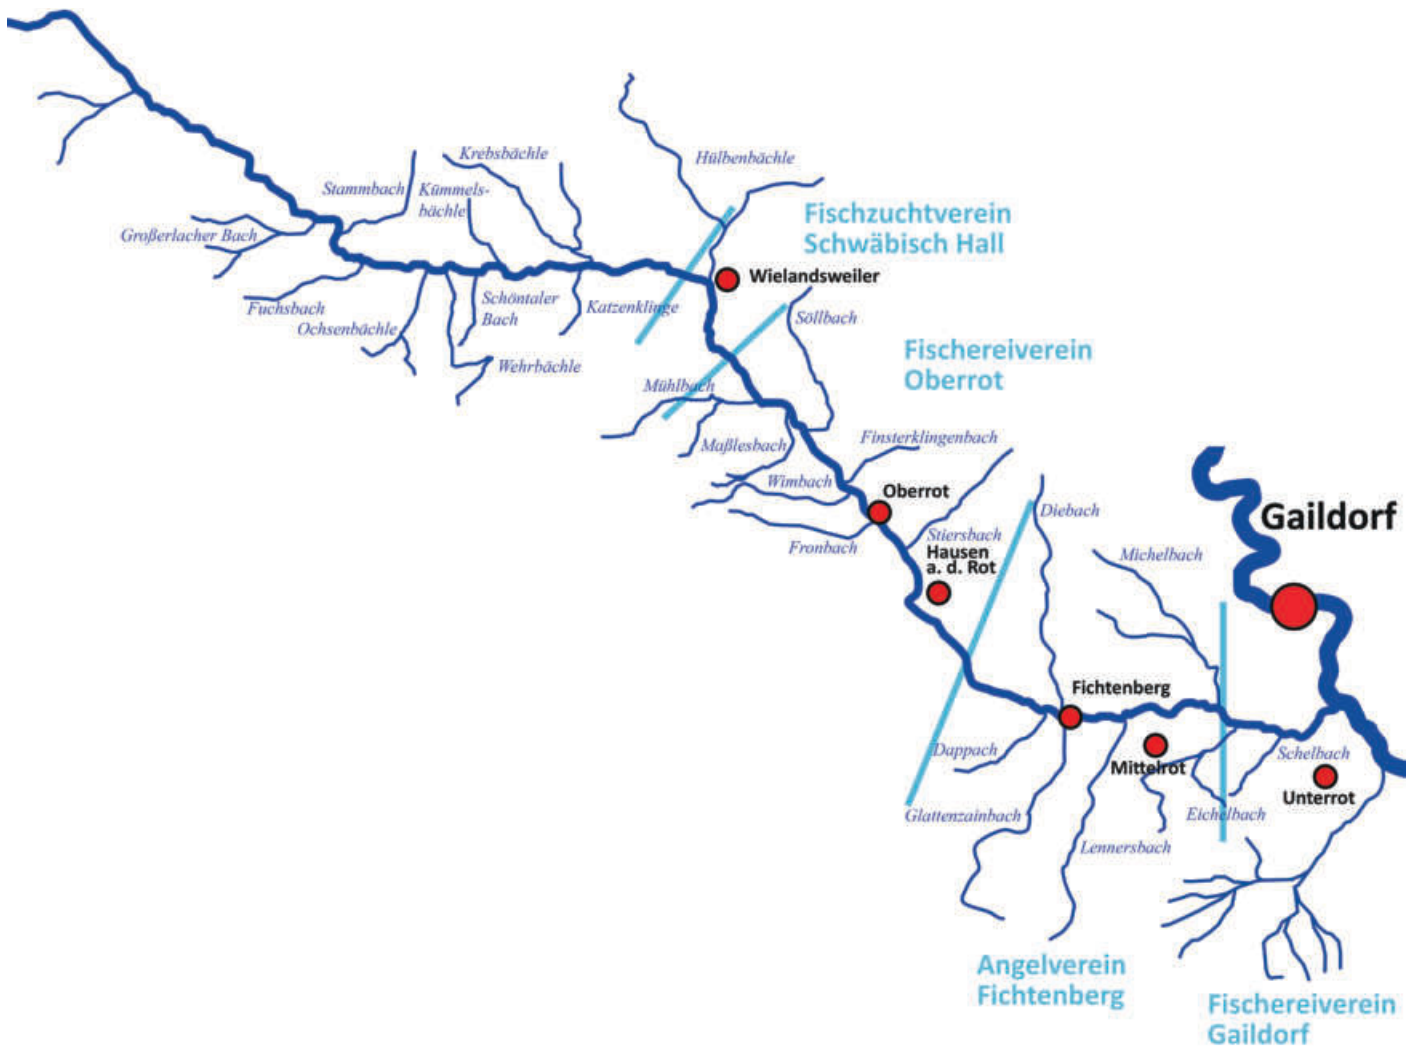 Krebsbächle
Hülbenbächle
Stammbach
Kümmels-
bächle
Fischzuchtverein
Schwäbisch Hall
Großerlacher Bach
Wielandsweiler
Fuchsbach
Ochsenbächle
Schöntaler
Bach
Katzenklinge
Söllbach
Wehrbächle
Fischereiverein
Oberrot
Mühlbach
Maßlesbach
Finsterklingenbach
Wimbach
Oberrot
Fronbach
Stiersbach
Hausen
a. d. Rot
Diebach
Gaildorf
Michelbach
Fichtenberg
Dappach
Mittelrot
Schelbach
Unterrot
Glattenzainbach
Eichelbach
Lennersbach
Angelverein
Fichtenberg
Fischereiverein
Gaildorf